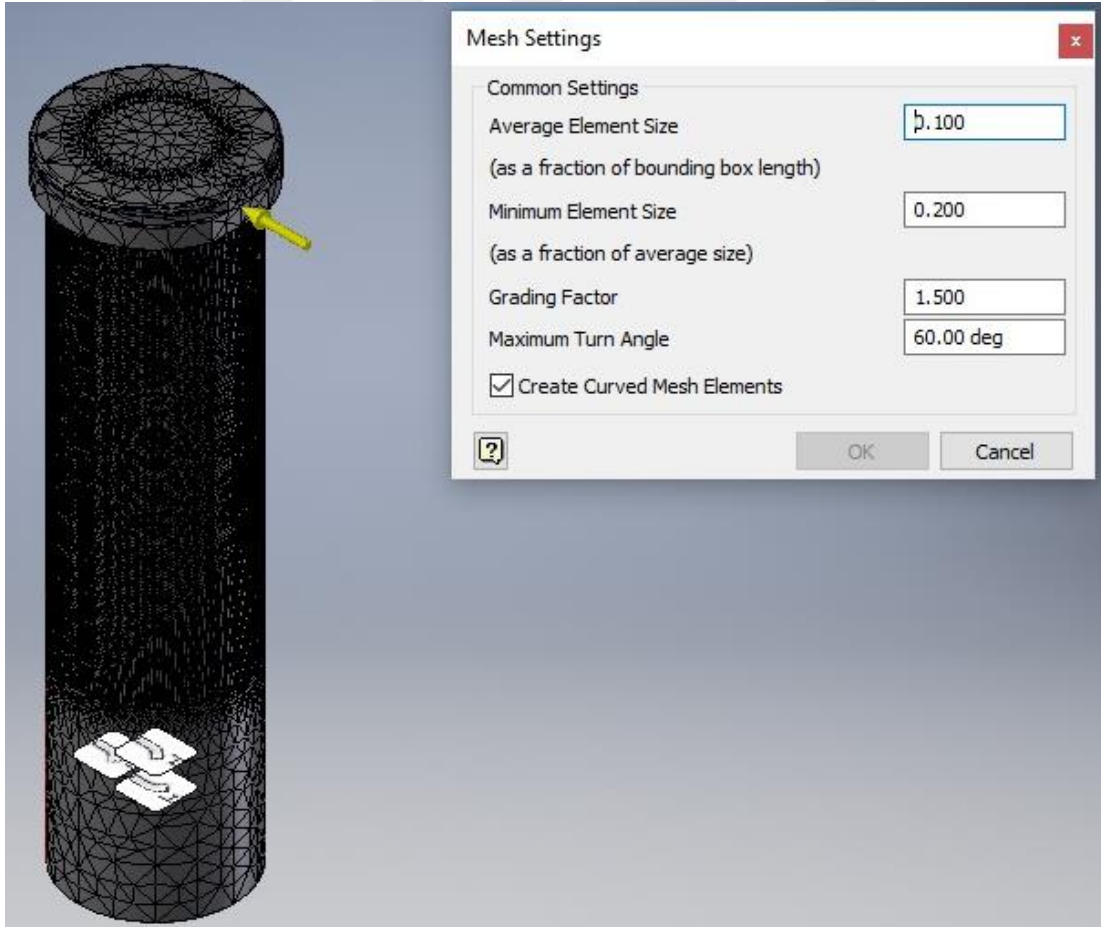 Mesh Settings
x
Common Settings
Average Element Size
0.100
(as a fraction of bounding box length)
Minimum Element Size
0.200
(as a fraction of average size)
Grading Factor
1.500
Maximum Turn Angle
60.00 deg
Create Curved Mesh Elements
?
OK
Cancel